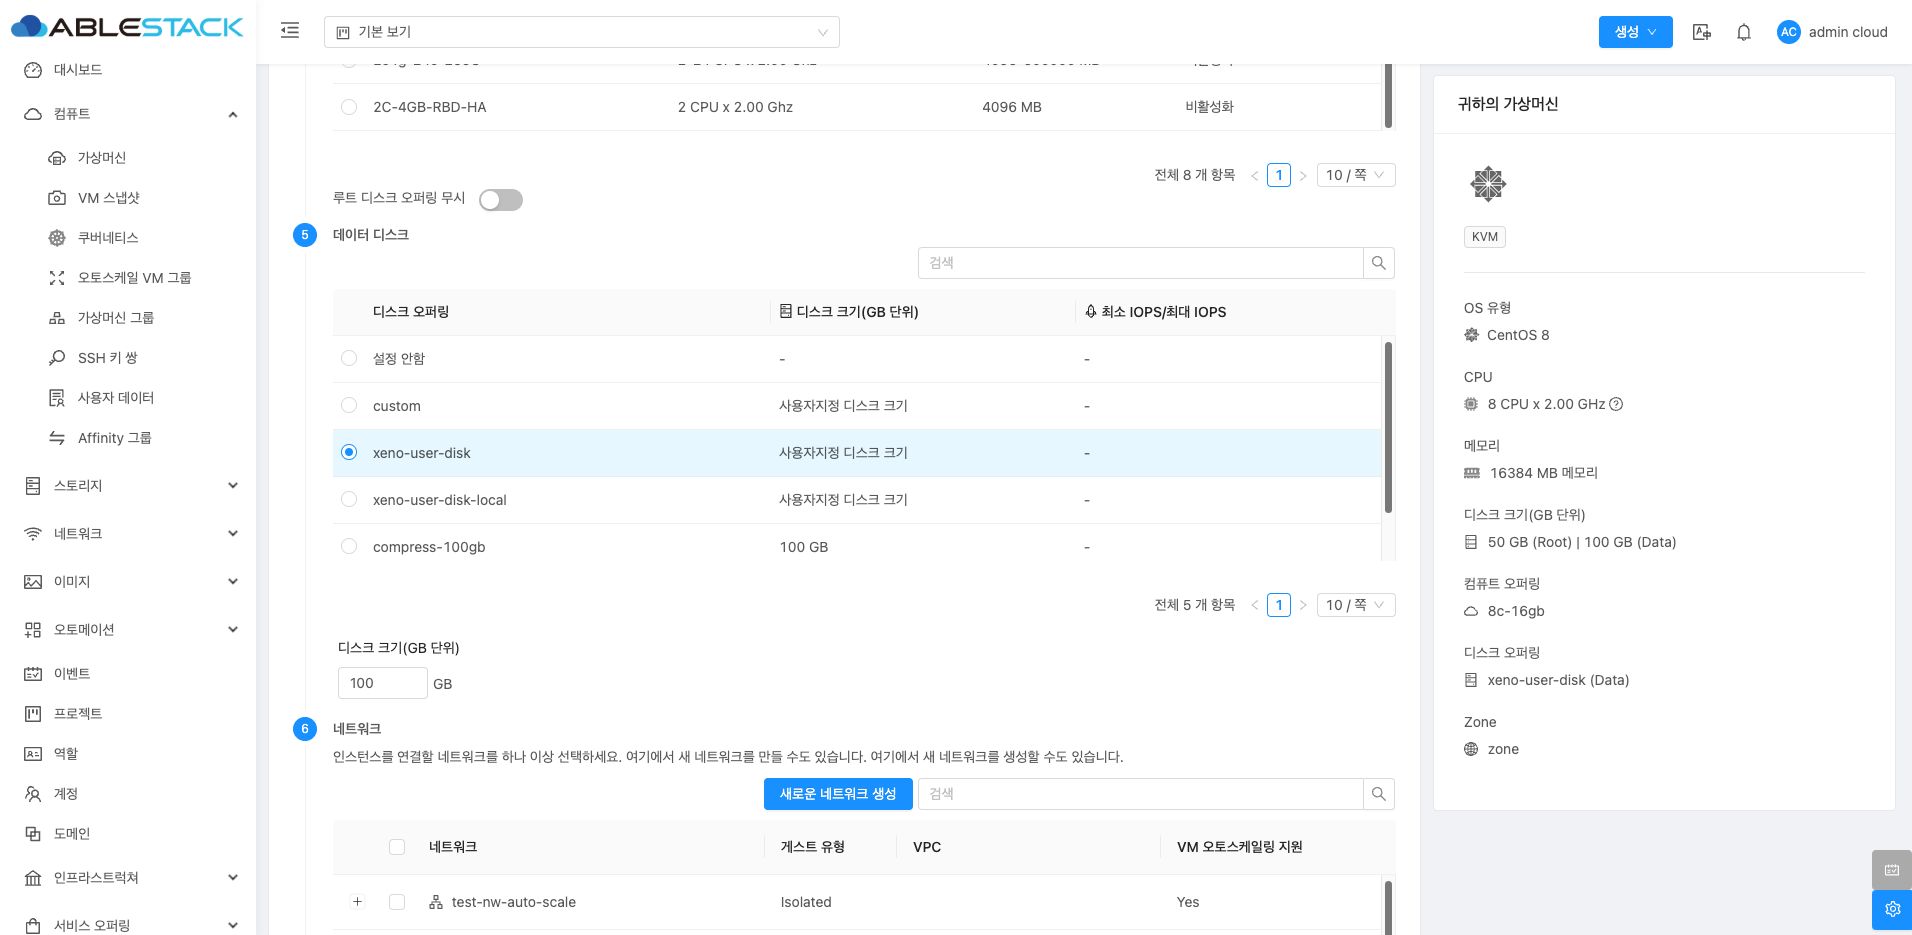 ABLESTACK
기본 보기
생성
AC
admin cloud
대시보드
컴퓨트
가상머신
VM 스냅샷
쿠버네티스
오토스케일 VM 그룹
가상머신 그룹
SSH 키 쌍
사용자 데이터
Affinity 그룹
스토리지
네트워크
이미지
오토메이션
이벤트
프로젝트
역할
계정
도메인
인프라스트럭쳐
서비스 오퍼링
2C-4GB-RBD-HA 2 CPU x 2.00 Ghz 4096 MB 비활성화
전체 8 개 항목 1 10 / 쪽
루트 디스크 오퍼링 무시
5 데이터 디스크
검색
디스크 오퍼링 디스크 크기(GB 단위) 최소 IOPS/최대 IOPS
설정 안함 - -
custom 사용자지정 디스크 크기 -
xeno-user-disk 사용자지정 디스크 크기 -
xeno-user-disk-local 사용자지정 디스크 크기 -
compress-100gb 100 GB -
전체 5 개 항목 1 10 / 쪽
디스크 크기(GB 단위)
100 GB
6 네트워크
인스턴스를 연결할 네트워크를 하나 이상 선택하세요. 여기에서 새 네트워크를 만들 수도 있습니다. 여기에서 새 네트워크를 생성할 수도 있습니다.
새로운 네트워크 생성 검색
네트워크 게스트 유형 VPC VM 오토스케일링 지원
test-nw-auto-scale Isolated Yes
귀하의 가상머신
KVM
OS 유형
CentOS 8
CPU
8 CPU x 2.00 GHz
메모리
16384 MB 메모리
디스크 크기(GB 단위)
50 GB (Root) | 100 GB (Data)
컴퓨트 오퍼링
8c-16gb
디스크 오퍼링
xeno-user-disk (Data)
Zone
zone